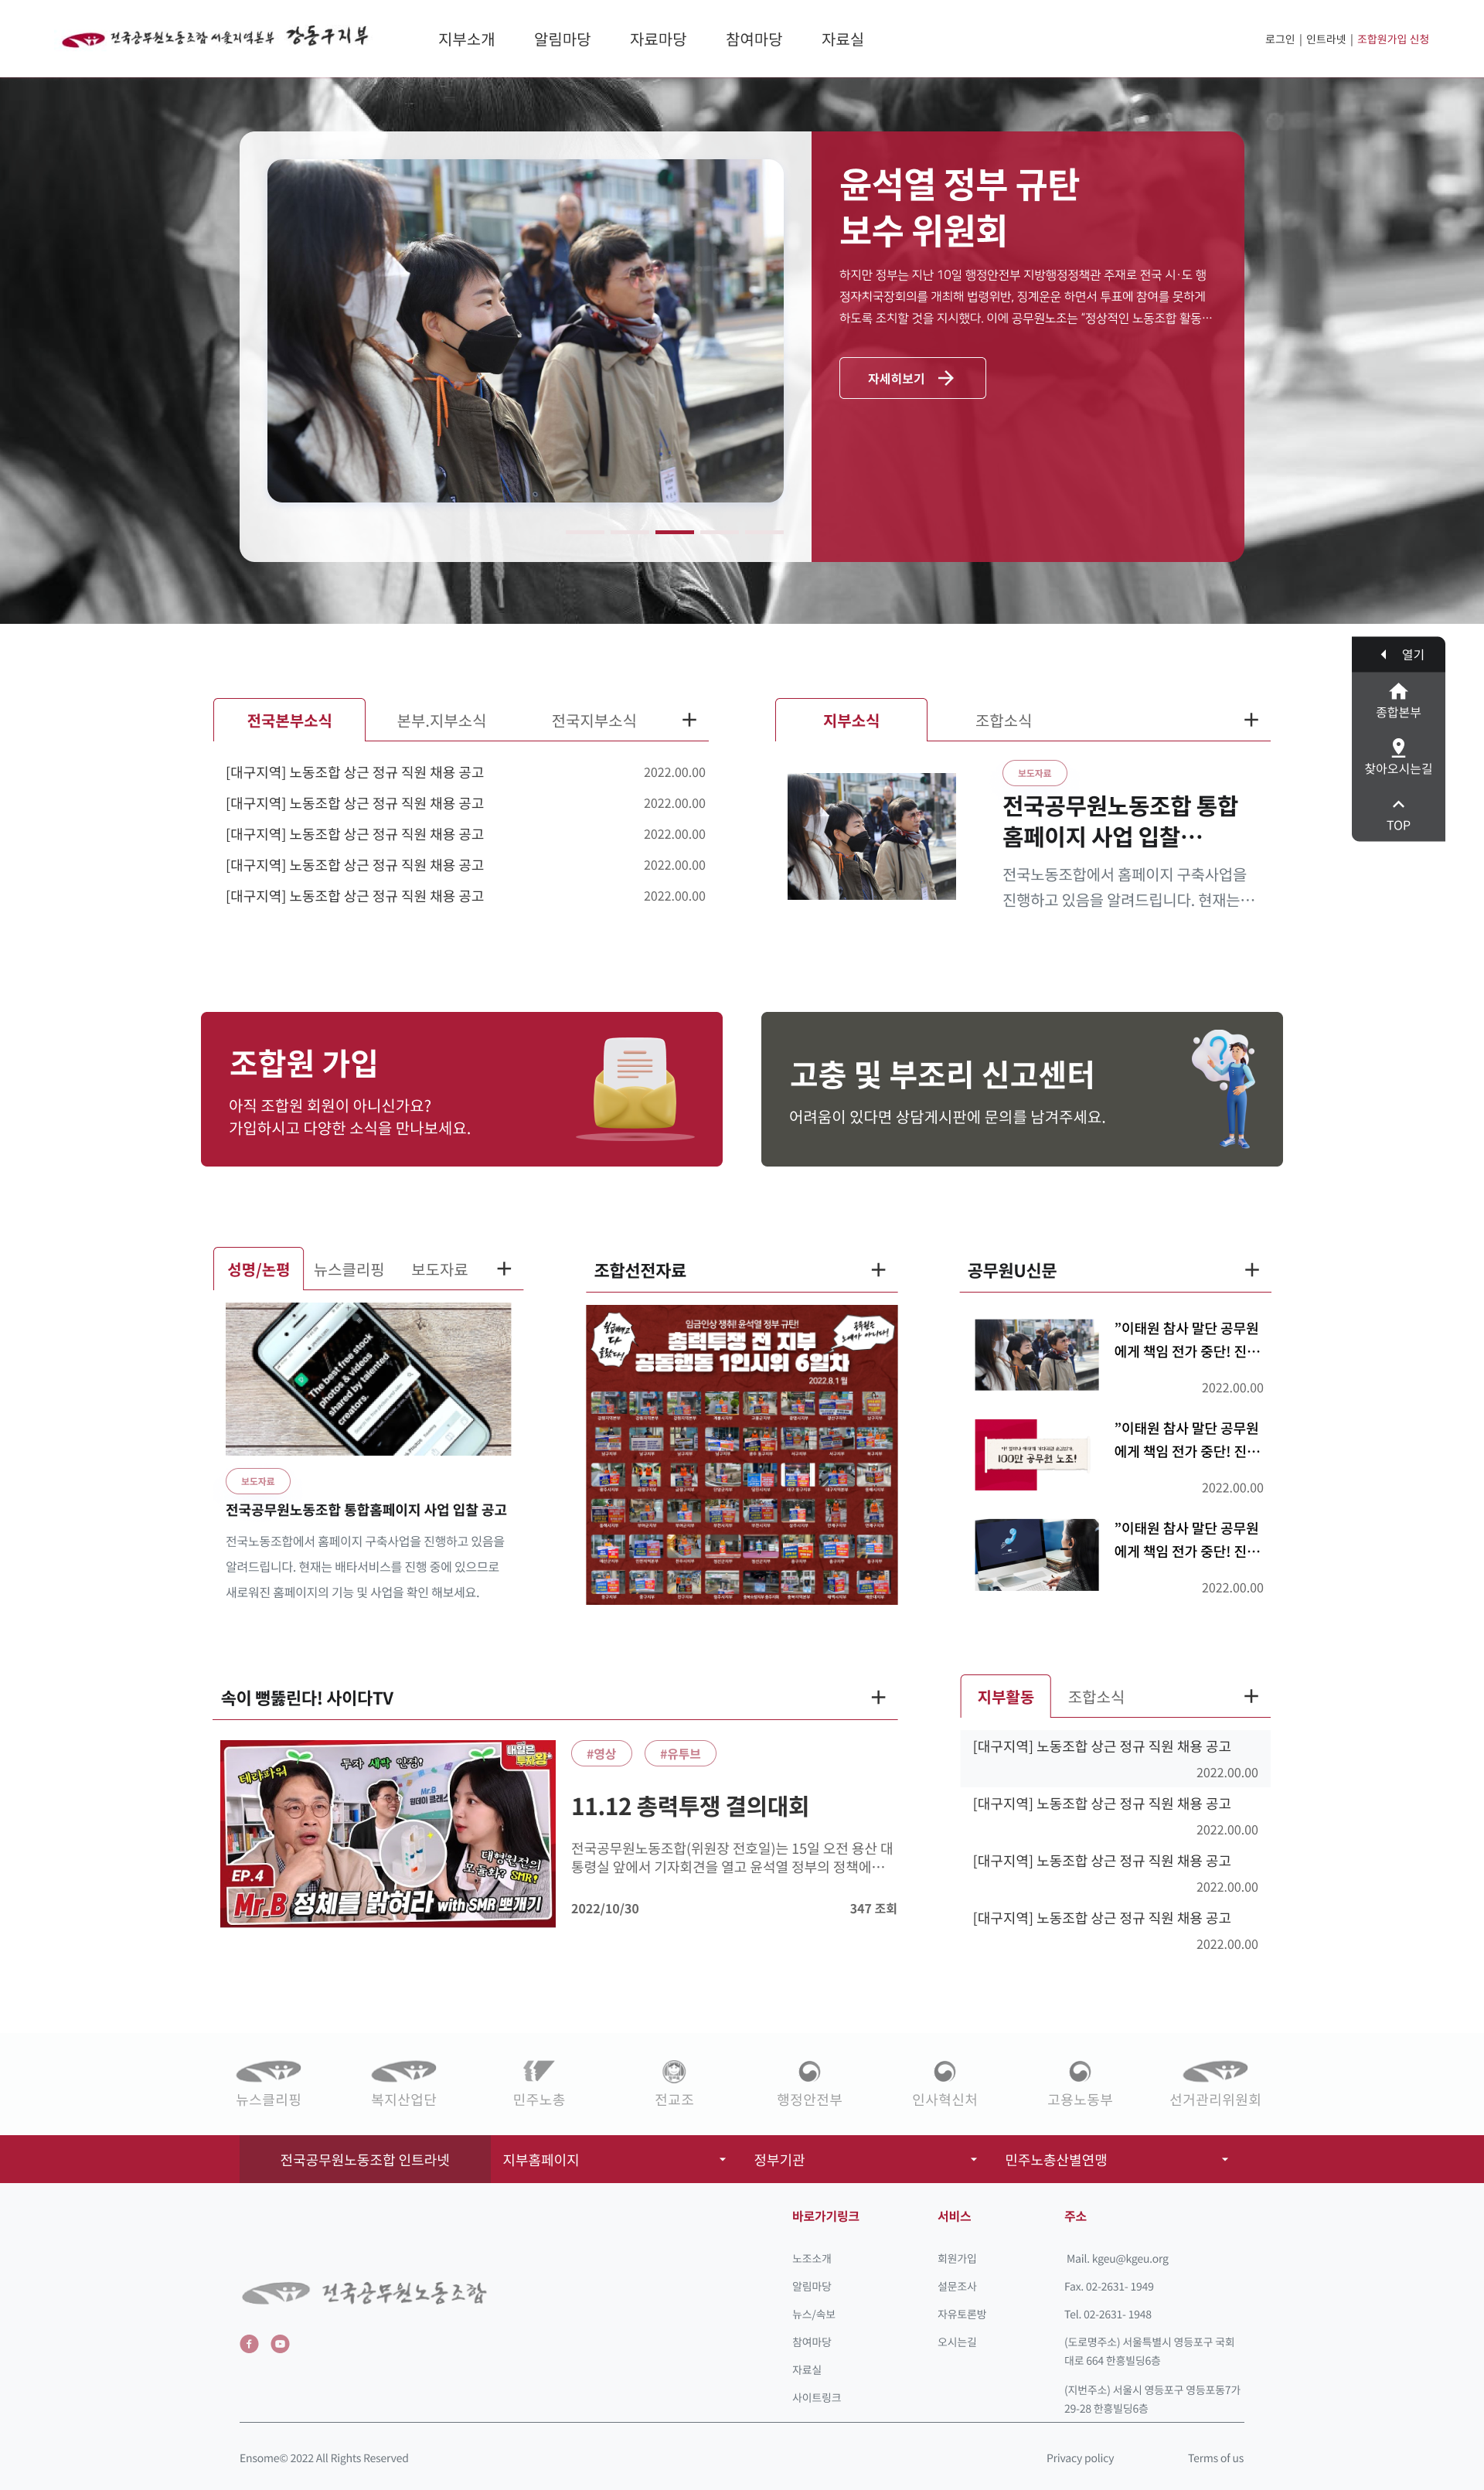 전국공무원노동조합 서울지역본부 강동구지부
지부소개 알림마당 자료마당 참여마당 자료실
로그인 | 인트라넷 | 조합원가입 신청
윤석열 정부 규탄
보수 위원회
하지만 정부는 지난 10일 행정안전부 지방행정정책관 주재로 전국 시·도 행
정자치국장회의를 개최해 법령위반, 징계운운 하면서 투표에 참여를 못하게
하도록 조치할 것을 지시했다. 이에 공무원노조는 “정상적인 노동조합 활동…
자세히보기
열기
종합본부
찾아오시는길
TOP
전국본부소식 본부.지부소식 전국지부소식
[대구지역] 노동조합 상근 정규 직원 채용 공고 2022.00.00
[대구지역] 노동조합 상근 정규 직원 채용 공고 2022.00.00
[대구지역] 노동조합 상근 정규 직원 채용 공고 2022.00.00
[대구지역] 노동조합 상근 정규 직원 채용 공고 2022.00.00
[대구지역] 노동조합 상근 정규 직원 채용 공고 2022.00.00
지부소식 조합소식
보도자료
전국공무원노동조합 통합
홈페이지 사업 입찰…
전국노동조합에서 홈페이지 구축사업을
진행하고 있음을 알려드립니다. 현재는…
조합원 가입
아직 조합원 회원이 아니신가요?
가입하시고 다양한 소식을 만나보세요.
고충 및 부조리 신고센터
어려움이 있다면 상담게시판에 문의를 남겨주세요.
성명/논평 뉴스클리핑 보도자료
The best free stock
photos & videos
shared by talented
creators.
보도자료
전국공무원노동조합 통합홈페이지 사업 입찰 공고
전국노동조합에서 홈페이지 구축사업을 진행하고 있음을
알려드립니다. 현재는 배타서비스를 진행 중에 있으므로
새로워진 홈페이지의 기능 및 사업을 확인 해보세요.
조합선전자료
임금인상 쟁취! 윤석열 정부 규탄!
총력투쟁 전 지부
공동행동 1인시위 6일차
2022.8.1 월
공무원U신문
”이태원 참사 말단 공무원
에게 책임 전가 중단! 진…
2022.00.00
100만 공무원 노조!
”이태원 참사 말단 공무원
에게 책임 전가 중단! 진…
2022.00.00
”이태원 참사 말단 공무원
에게 책임 전가 중단! 진…
2022.00.00
속이 뻥뚫린다! 사이다TV
테라파워
투자 새싹 인정!
Mr.B
원데이 클래스
태일은
투자왕
대형원전의
모듈화? SMR!
EP.4
Mr.B 정체를 밝혀라 with SMR 뽀개기
#영상 #유투브
11.12 총력투쟁 결의대회
전국공무원노동조합(위원장 전호일)는 15일 오전 용산 대
통령실 앞에서 기자회견을 열고 윤석열 정부의 정책에…
2022/10/30 347 조회
지부활동 조합소식
[대구지역] 노동조합 상근 정규 직원 채용 공고
2022.00.00
[대구지역] 노동조합 상근 정규 직원 채용 공고
2022.00.00
[대구지역] 노동조합 상근 정규 직원 채용 공고
2022.00.00
[대구지역] 노동조합 상근 정규 직원 채용 공고
2022.00.00
뉴스클리핑 복지산업단 민주노총 전교조 행정안전부 인사혁신처 고용노동부 선거관리위원회
전국공무원노동조합 인트라넷 지부홈페이지 정부기관 민주노총산별연맹
전국공무원노동조합
바로가기링크
노조소개
알림마당
뉴스/속보
참여마당
자료실
사이트링크
서비스
회원가입
설문조사
자유토론방
오시는길
주소
Mail. kgeu@kgeu.org
Fax. 02-2631- 1949
Tel. 02-2631- 1948
(도로명주소) 서울특별시 영등포구 국회
대로 664 한흥빌딩6층
(지번주소) 서울시 영등포구 영등포동7가
29-28 한흥빌딩6층
Ensome© 2022 All Rights Reserved
Privacy policy Terms of us